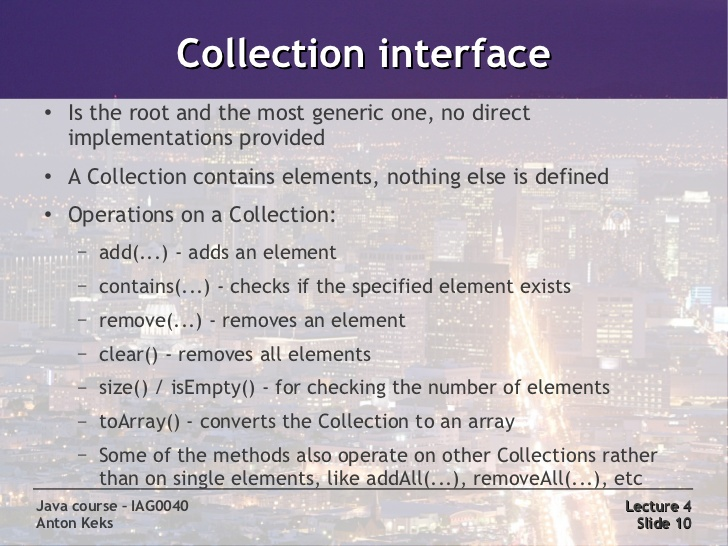 Collection interface
• Is the root and the most generic one, no direct
implementations provided
• A Collection contains elements, nothing else is defined
• Operations on a Collection:
– add(...) - adds an element
– contains(...) - checks if the specified element exists
– remove(...) - removes an element
– clear() - removes all elements
– size() / isEmpty() - for checking the number of elements
– toArray() - converts the Collection to an array
– Some of the methods also operate on other Collections rather
than on single elements, like addAll(...), removeAll(...), etc
Java course – IAG0040
Anton Keks
Lecture 4
Slide 10